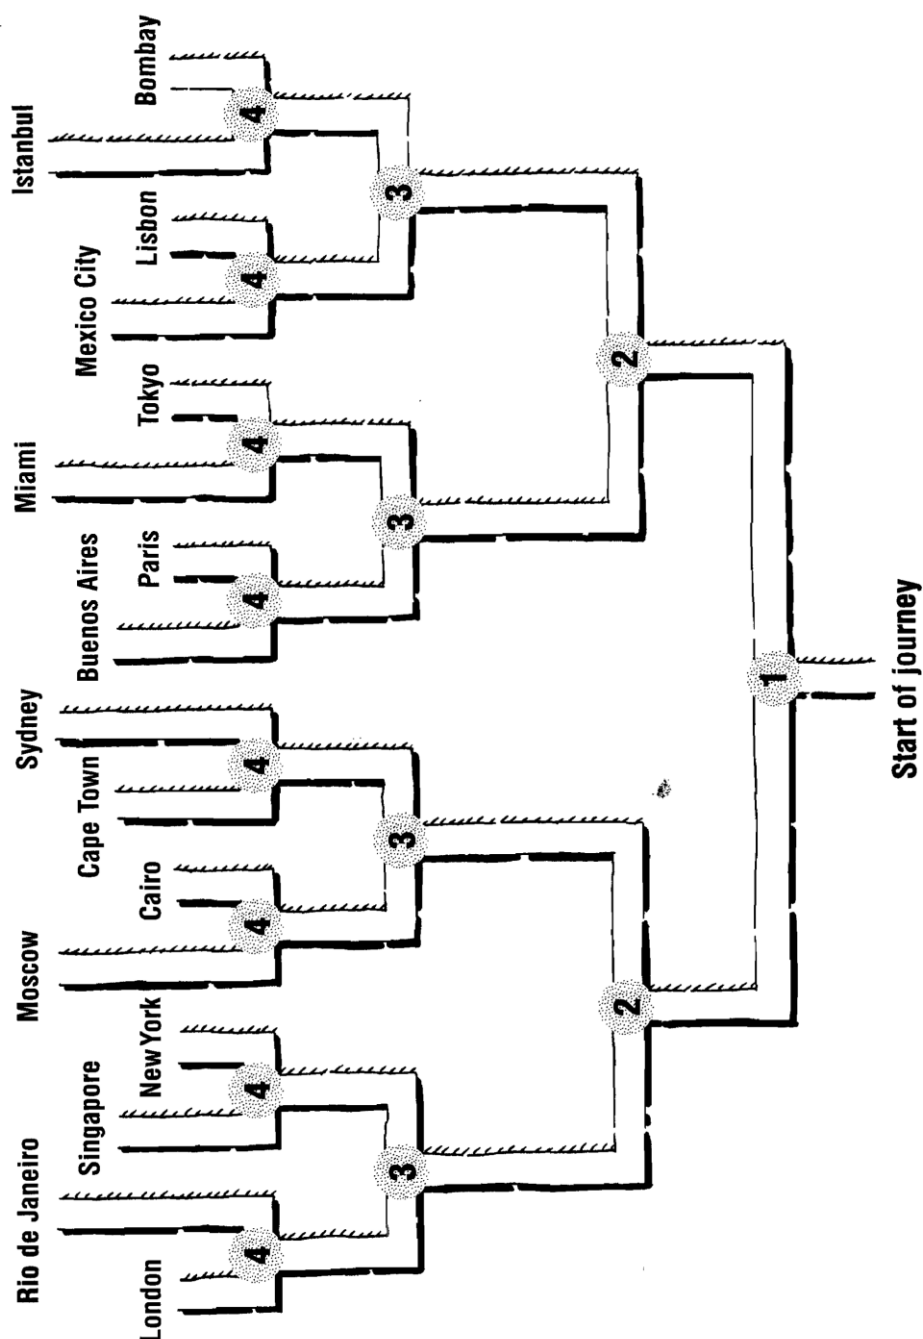 Rio de Janeiro
Moscow
Sydney
Miami
Istanbul
Singapore
Cape Town
Buenos Aires
Mexico City
London
New York
Cairo
Paris
Tokyo
Lisbon
Bombay
4
4
4
4
4
4
4
4
3
3
3
3
2
2
1
Start of journey